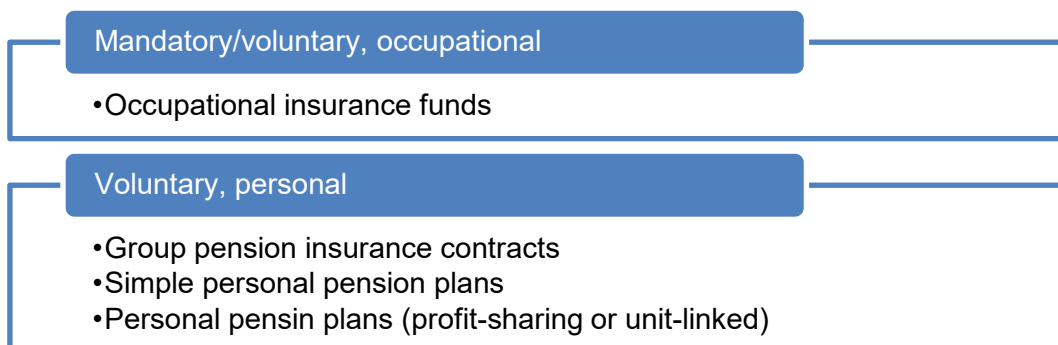 Mandatory/voluntary, occupational
•Occupational insurance funds
Voluntary, personal
•Group pension insurance contracts
•Simple personal pension plans
•Personal pensin plans (profit-sharing or unit-linked)